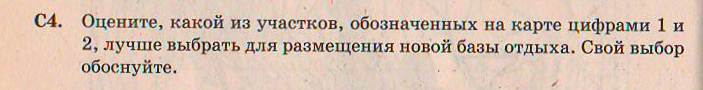 С4. Оцените, какой из участков, обозначенных на карте цифрами 1 и
2, лучше выбрать для размещения новой базы отдыха. Свой выбор
обоснуйте.